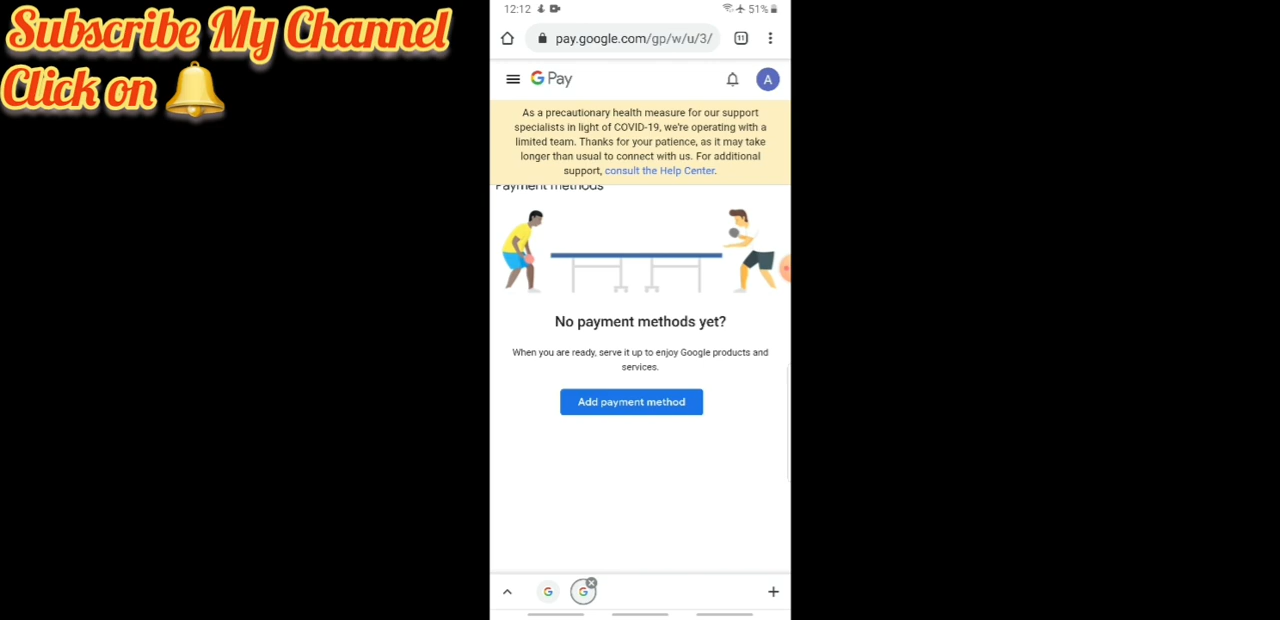 Subscribe My Channel
Click on
12:12 51%
pay.google.com/gp/w/u/3/ 11
G Pay A
As a precautionary health measure for our support
specialists in light of COVID-19, we're operating with a
limited team. Thanks for your patience, as it may take
longer than usual to connect with us. For additional
support, consult the Help Center.
Payment methods
No payment methods yet?
When you are ready, serve it up to enjoy Google products and
services.
Add payment method
G G